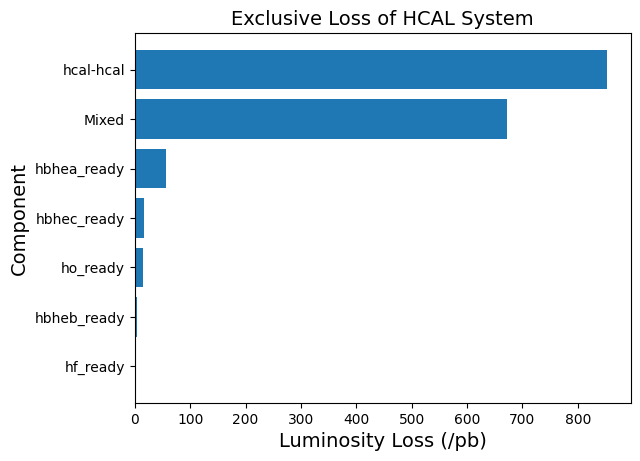 Exclusive Loss of HCAL System
hcal-hcal
Mixed
hbhea_ready
hbhec_ready
ho_ready
hbheb_ready
hf_ready
Component
0 100 200 300 400 500 600 700 800
Luminosity Loss (/pb)